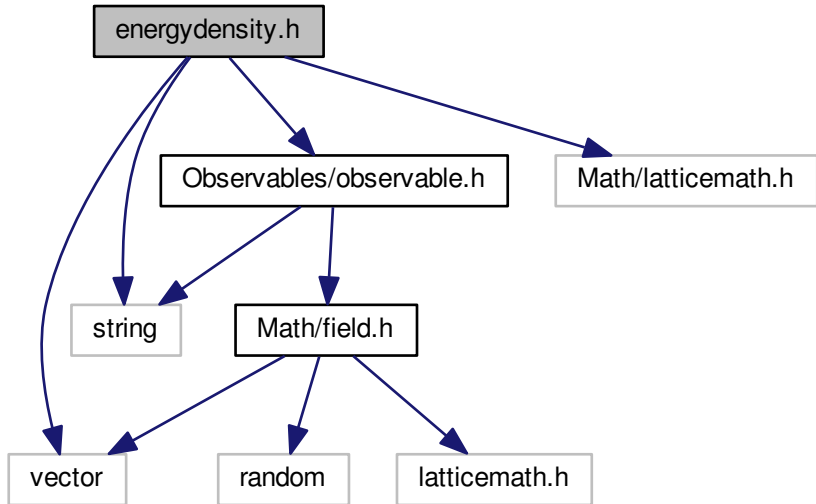 energydensity.h
Observables/observable.h
Math/latticemath.h
string
Math/field.h
vector
random
latticemath.h